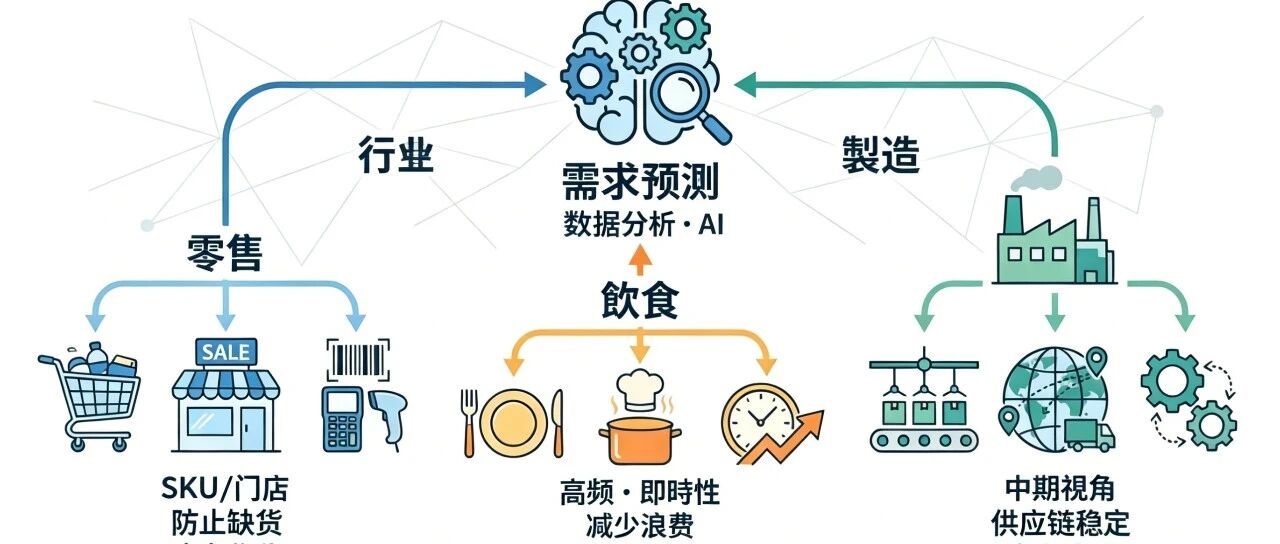 行业
製造
需求预测
数据分析·AI
零售
飲食
SALE
SKU/门店
防止缺货
高频·即時性
减少浪费
中期視角
供应链稳定